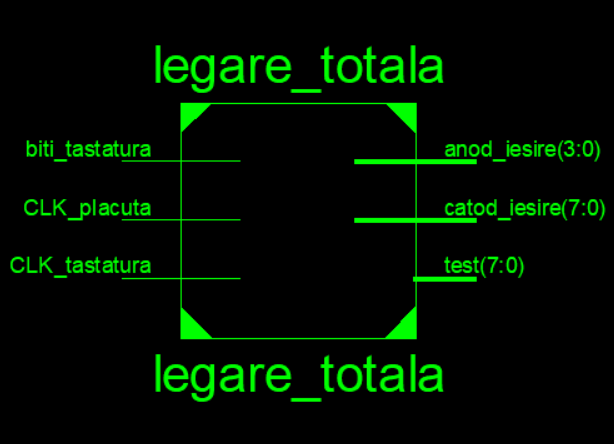 legare_totala
biti_tastatura
anod_iesire(3:0)
CLK_placuta
catod_iesire(7:0)
CLK_tastatura
test(7:0)
legare_totala